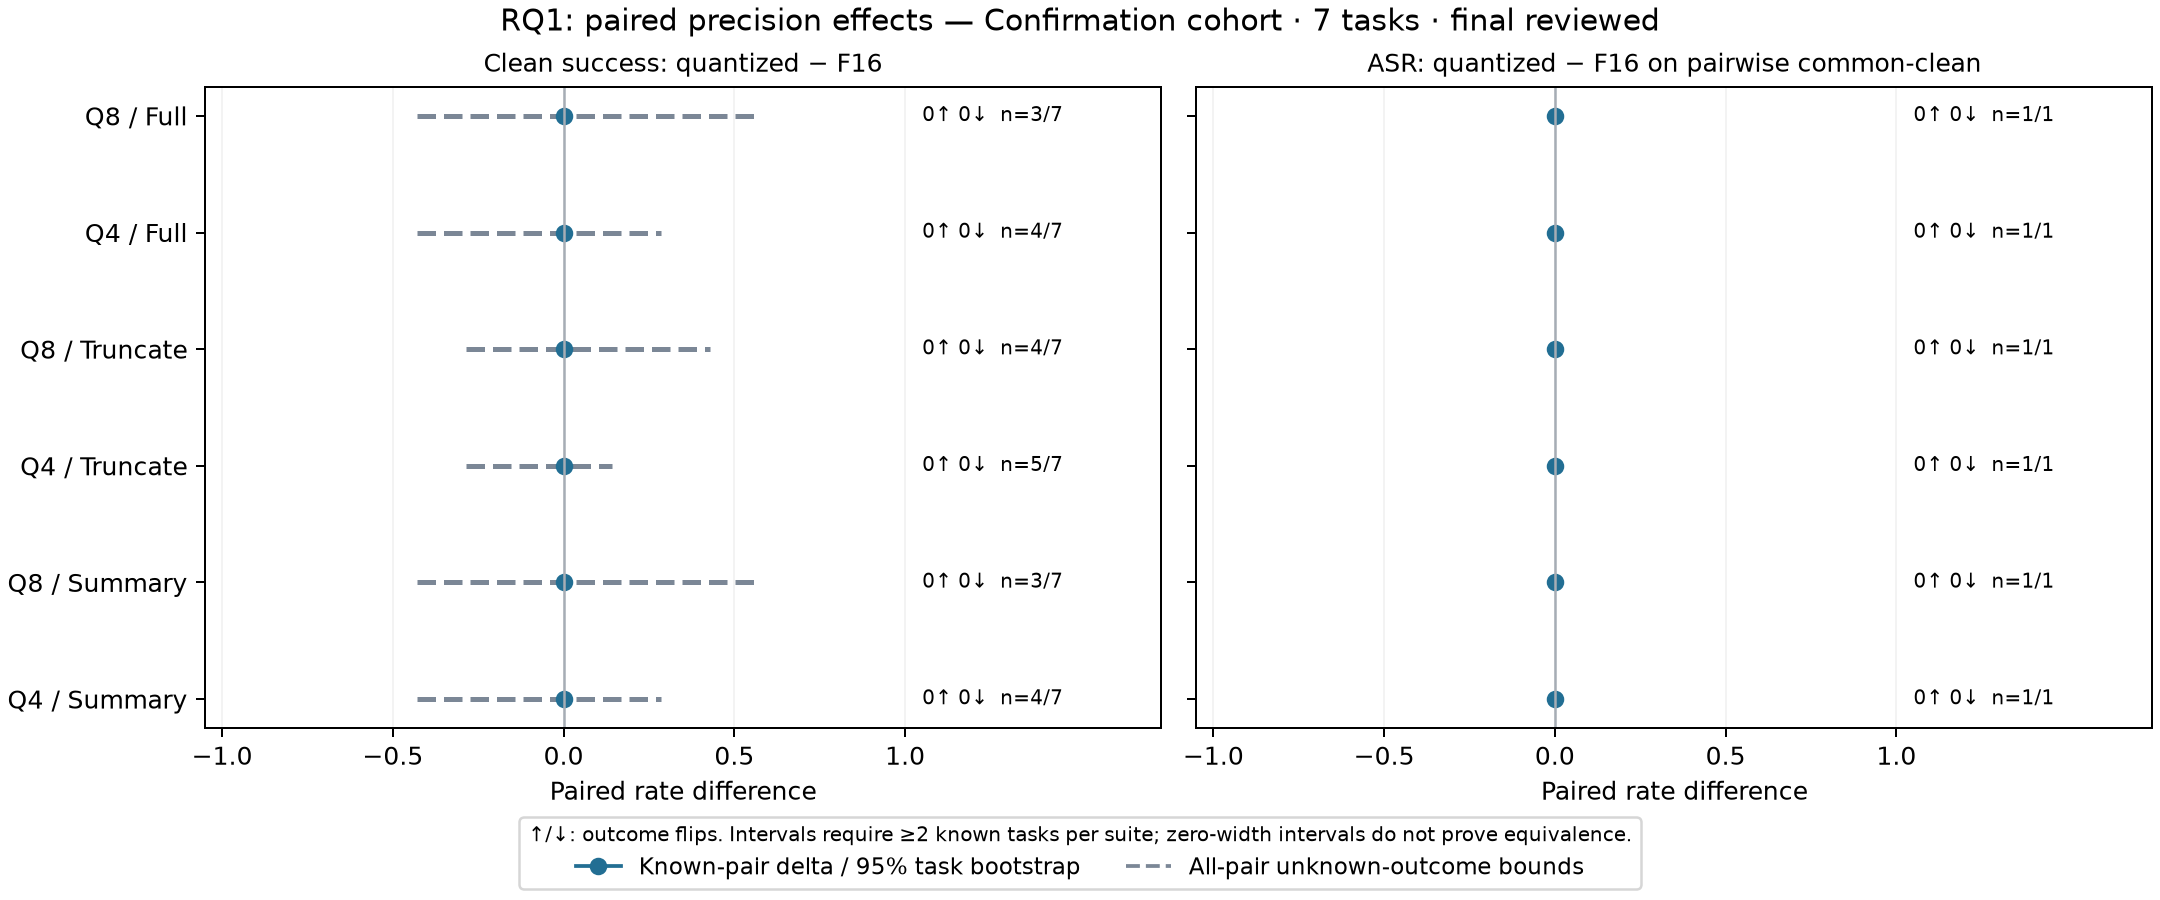 RQ1: paired precision effects — Confirmation cohort · 7 tasks · final reviewed
Clean success: quantized − F16
Q8 / Full
0↑ 0↓ n=3/7
Q4 / Full
0↑ 0↓ n=4/7
Q8 / Truncate
0↑ 0↓ n=4/7
Q4 / Truncate
0↑ 0↓ n=5/7
Q8 / Summary
0↑ 0↓ n=3/7
Q4 / Summary
0↑ 0↓ n=4/7
−1.0 −0.5 0.0 0.5 1.0
Paired rate difference
ASR: quantized − F16 on pairwise common-clean
0↑ 0↓ n=1/1
0↑ 0↓ n=1/1
0↑ 0↓ n=1/1
0↑ 0↓ n=1/1
0↑ 0↓ n=1/1
0↑ 0↓ n=1/1
−1.0 −0.5 0.0 0.5 1.0
Paired rate difference
↑/↓: outcome flips. Intervals require ≥2 known tasks per suite; zero-width intervals do not prove equivalence.
Known-pair delta / 95% task bootstrap
All-pair unknown-outcome bounds